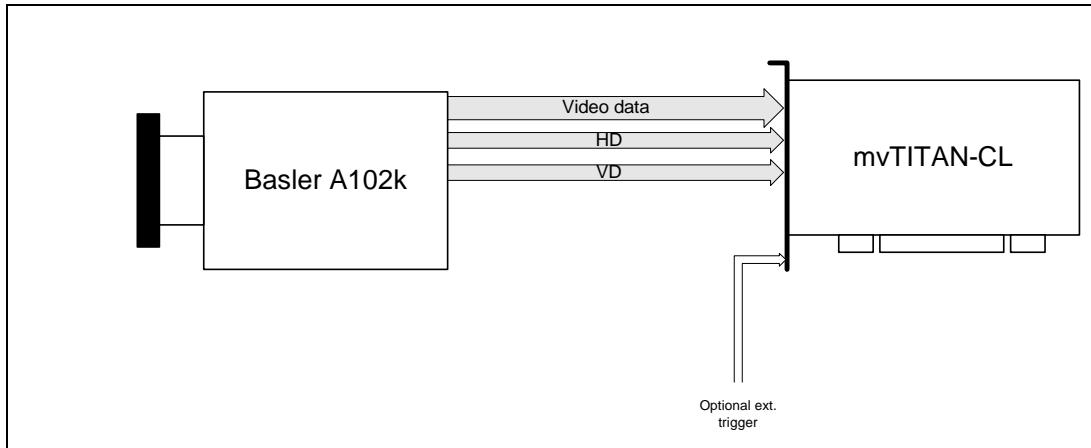 Video data
HD
VD
Basler A102k
mvTITAN-CL
Optional ext.
trigger